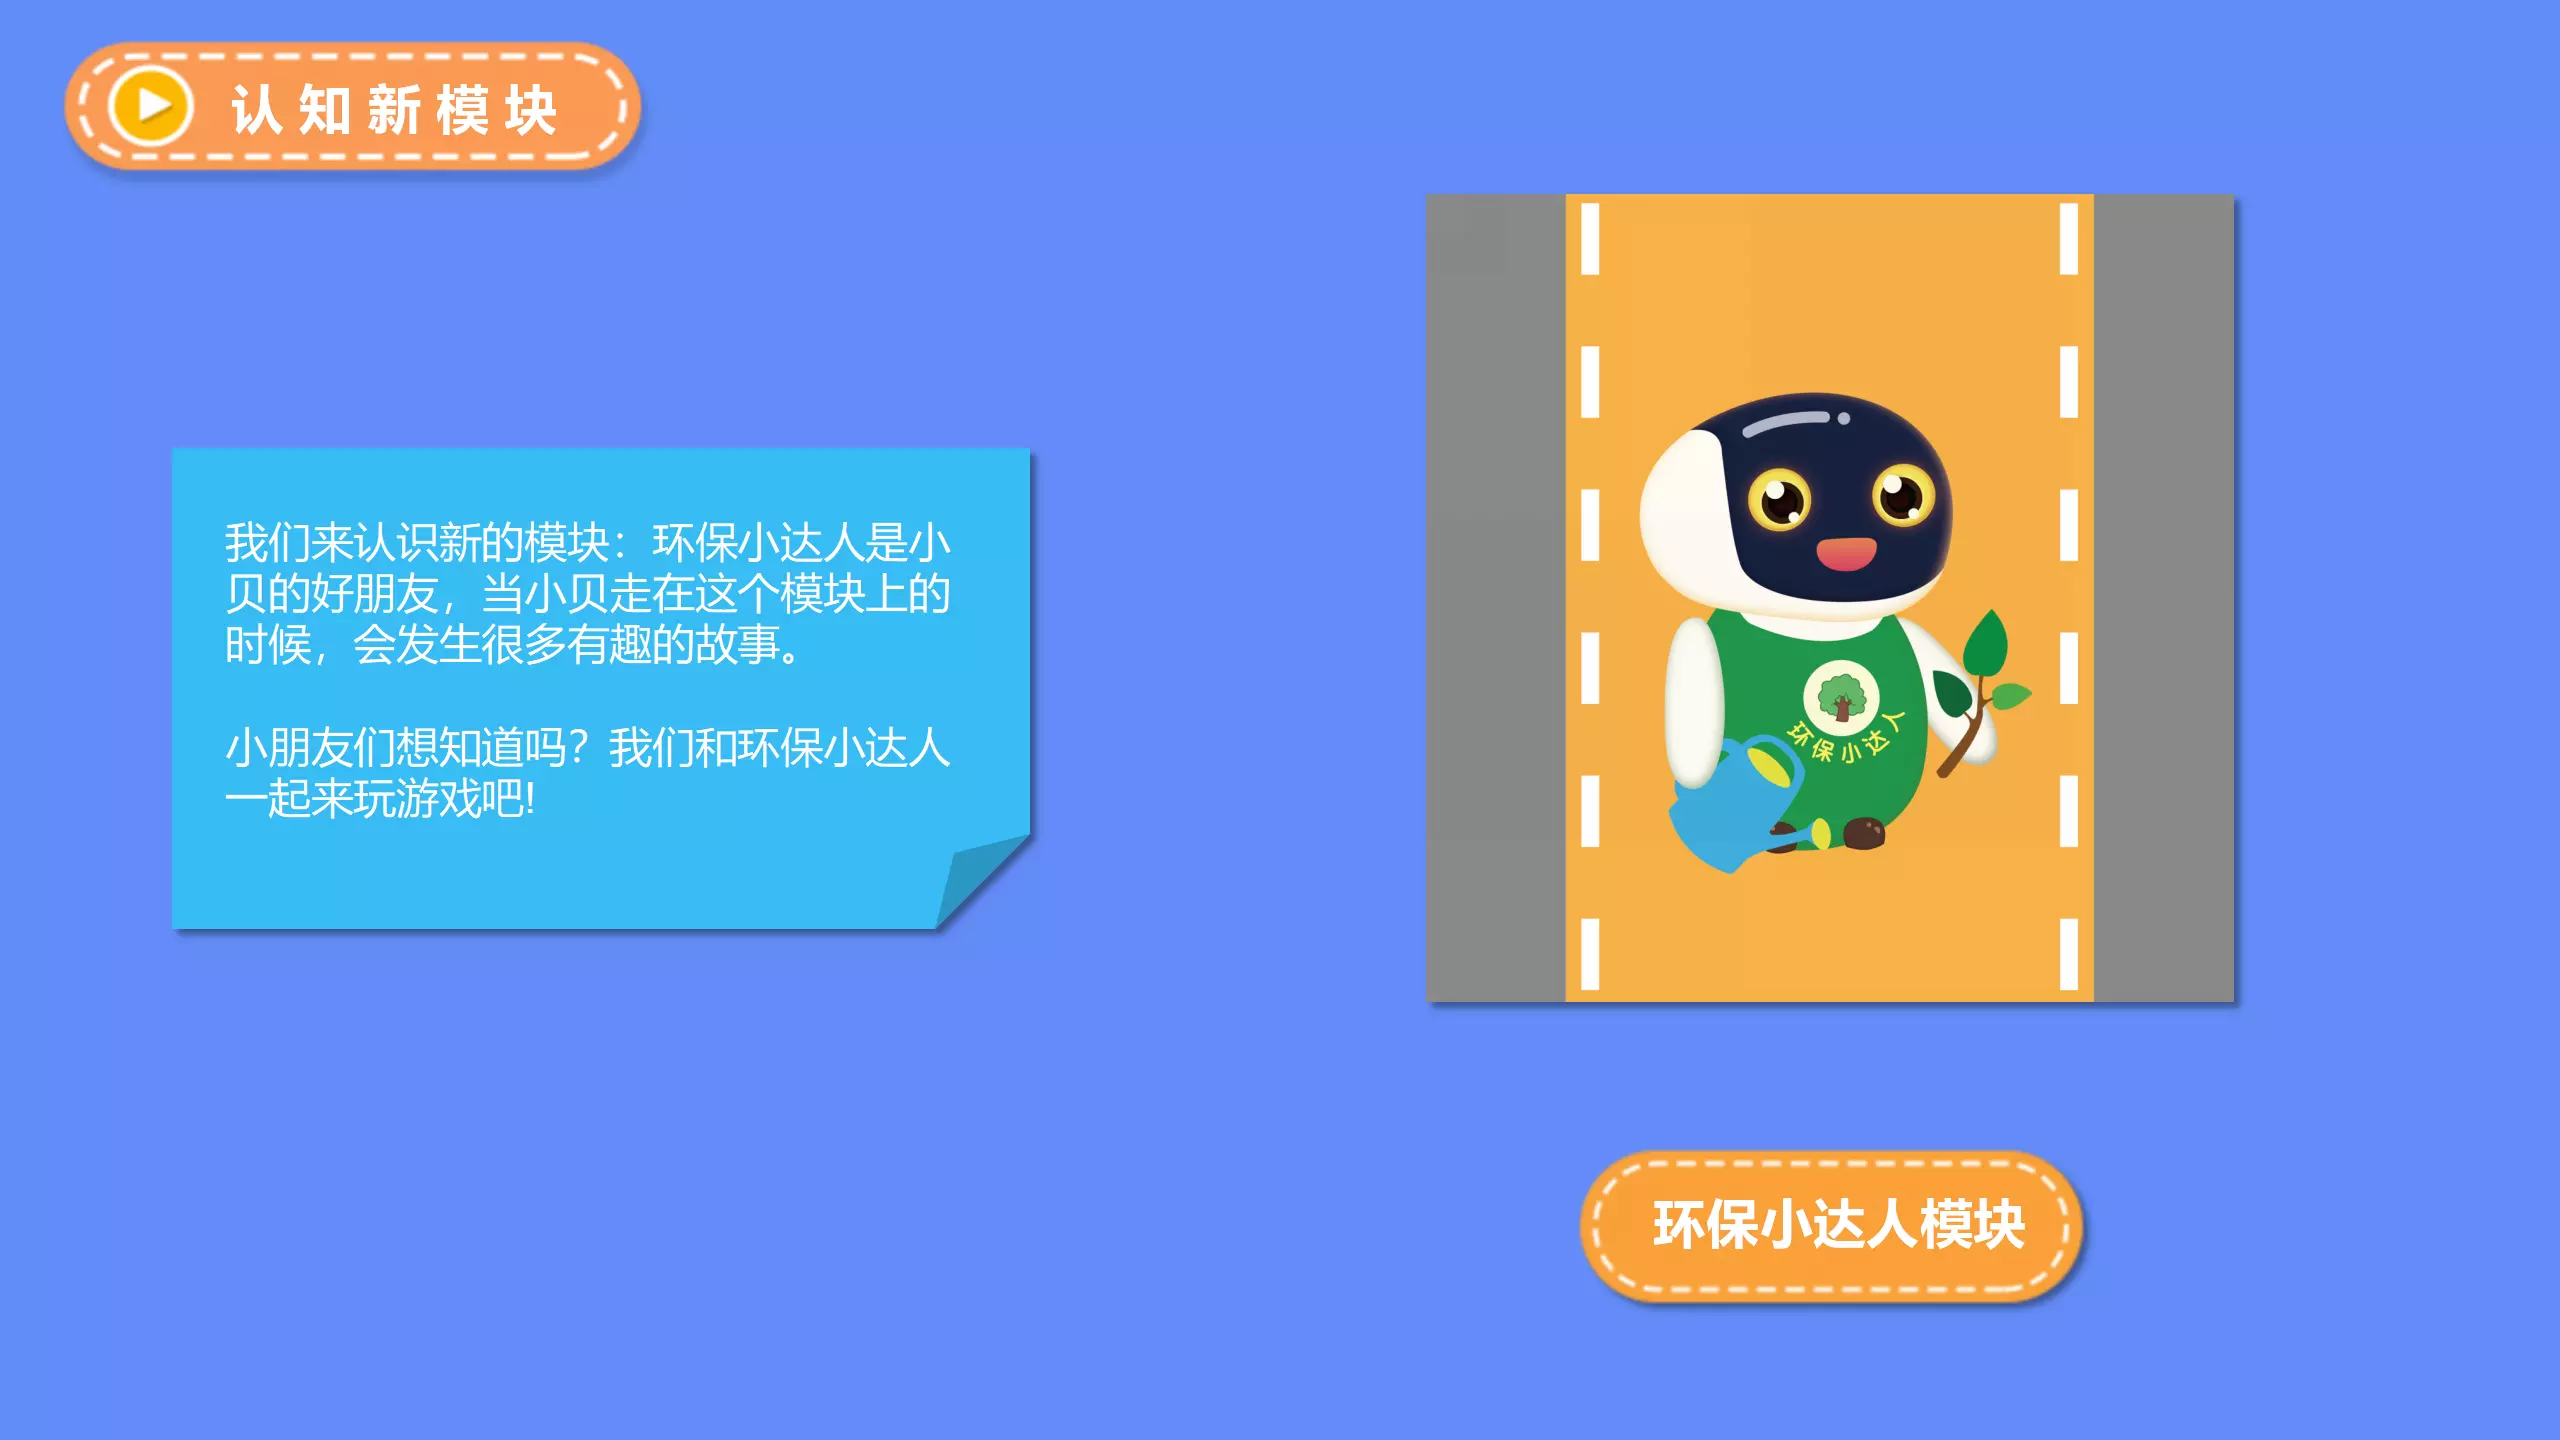 认知新模块
我们来认识新的模块：环保小达人是小
贝的好朋友，当小贝走在这个模块上的
时候，会发生很多有趣的故事。
小朋友们想知道吗？我们和环保小达人
一起来玩游戏吧!
环保小达人
环保小达人模块